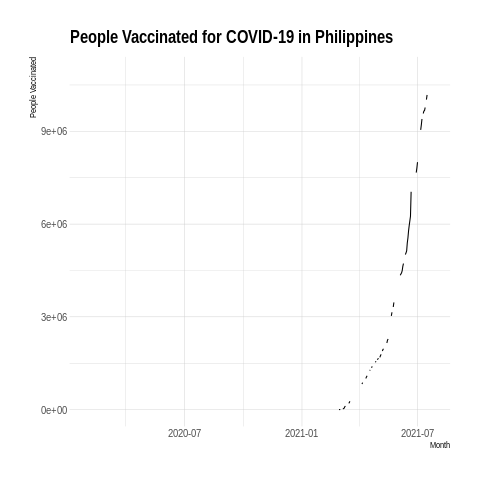 People Vaccinated for COVID-19 in Philippines
People Vaccinated
9e+06
6e+06
3e+06
0e+00
2020-07 2021-01 2021-07
Month